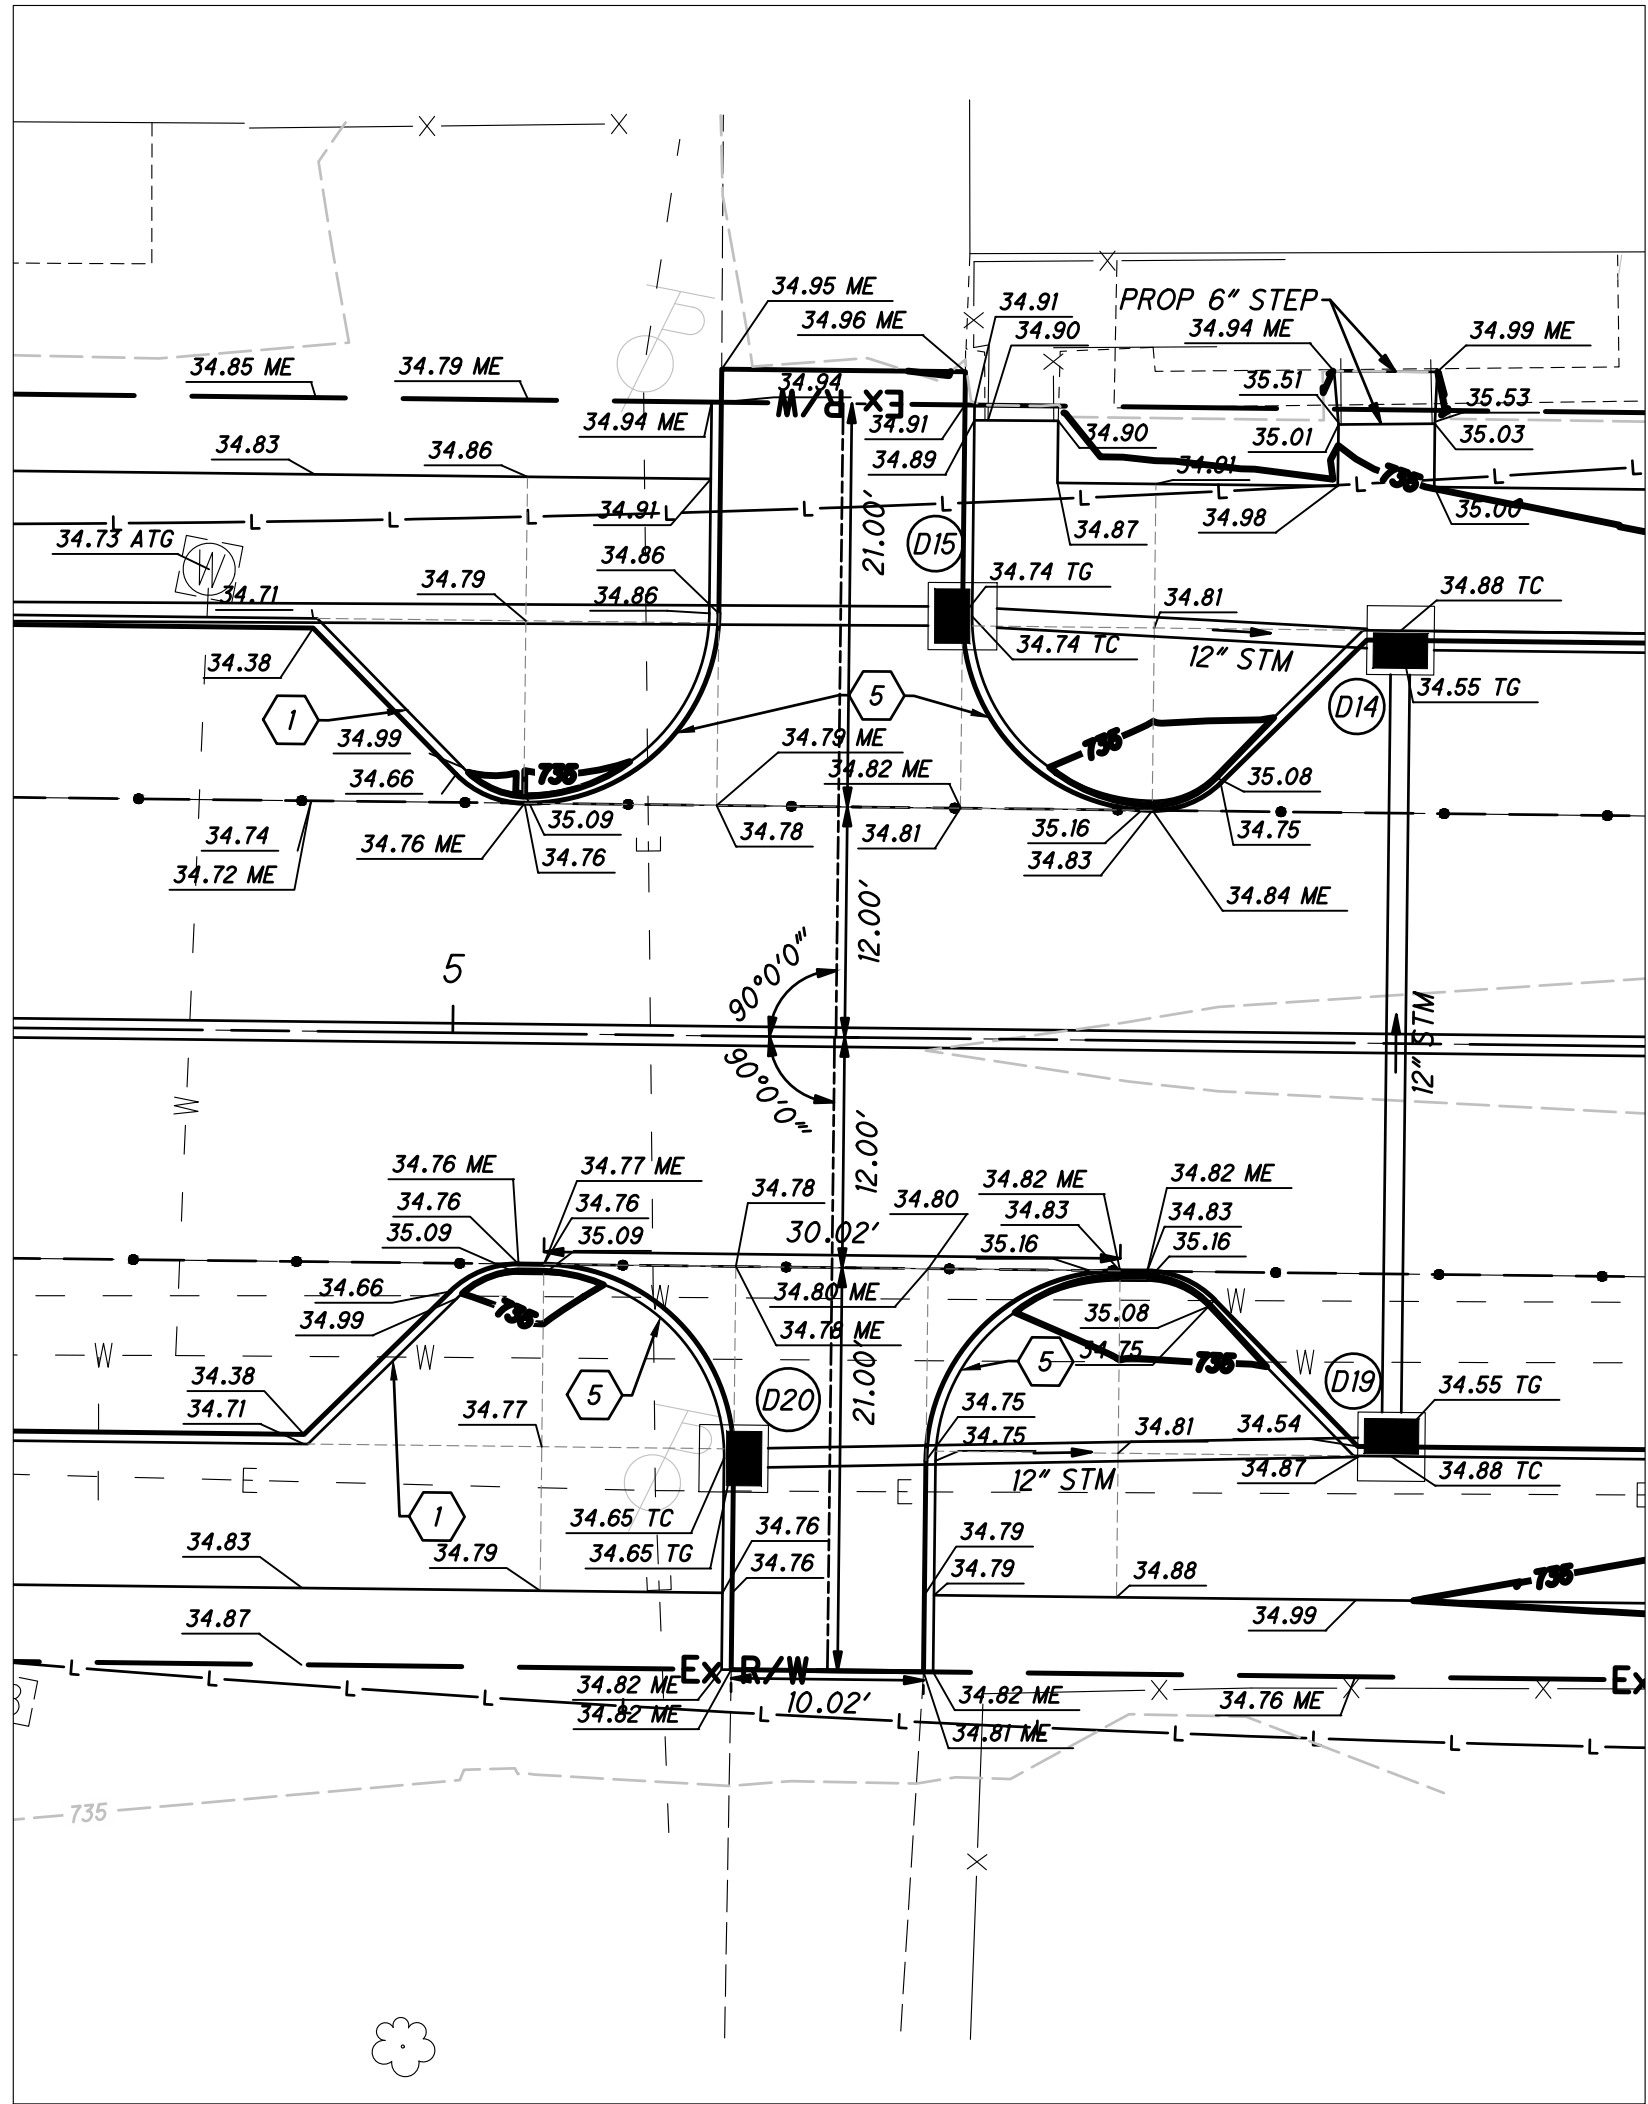 34.95 ME
34.96 ME
34.91
34.90
PROP 6" STEP
34.94 ME
34.99 ME
34.85 ME
34.79 ME
34.94
Ex R/W
34.94 ME
34.91
34.89
35.51
35.53
34.90
35.01
35.03
34.83
34.86
34.91
735
L L L L L L L L L L L L
34.91
21.00'
D15
34.87
34.98
35.00
34.73 ATG
W
34.71
34.79
34.86
34.86
34.74 TG
34.81
34.88 TC
34.38
34.74 TC
12" STM
34.55 TG
D14
1
5
34.99
34.66
735
34.79 ME
34.82 ME
735
35.08
34.74
34.72 ME
34.76 ME
35.09
34.76
34.78
34.81
35.16
34.83
34.75
34.84 ME
E
12.00'
5
90°0'0"
90°0'0"
12" STM
W
12.00'
34.76 ME
34.76
35.09
34.77 ME
34.76
35.09
34.78
34.80
30.02'
34.82 ME
34.83
35.16
34.82 ME
34.83
35.16
34.66
34.99
735
W
34.80 ME
34.78 ME
35.08
34.75
735
W
W
W
W
21.00'
34.38
34.71
5
D20
5
D19
34.55 TG
34.77
34.75
34.75
34.81
34.54
34.87
34.88 TC
12" STM
E
E
1
34.65 TC
34.65 TG
34.76
34.76
34.79
34.79
34.83
34.79
E
34.88
34.99
735
34.87
Ex R/W
Ex
34.82 ME
34.82 ME
10.02'
34.82 ME
34.81 ME
34.76 ME
L L L L L L L L L L L L
735